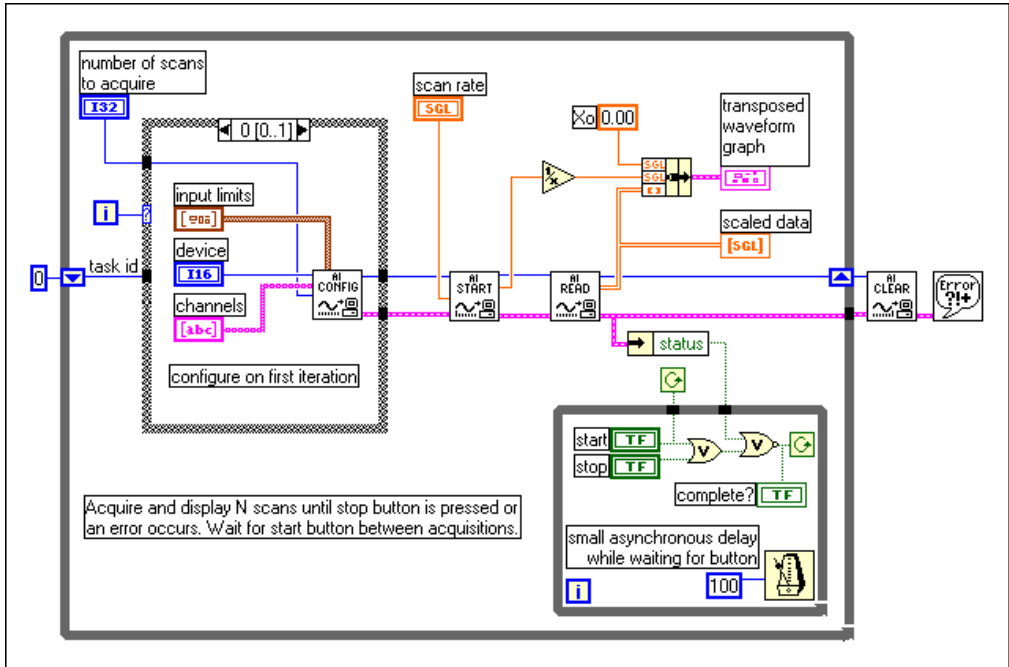 number of scans
to acquire
I32
0 [0..1]
i
?
input limits
device
I16
channels
[abc]
configure on first iteration
0
task id
AI
CONFIG
scan rate
SGL
AI
START
1/x
Xo 0.00
SGL
SGL
[ ]
AI
READ
transposed
waveform
graph
scaled data
[SGL]
AI
CLEAR
Error
?!+
status
start TF
stop TF
V
V
complete? TF
small asynchronous delay
while waiting for button
100
i
Acquire and display N scans until stop button is pressed or
an error occurs. Wait for start button between acquisitions.